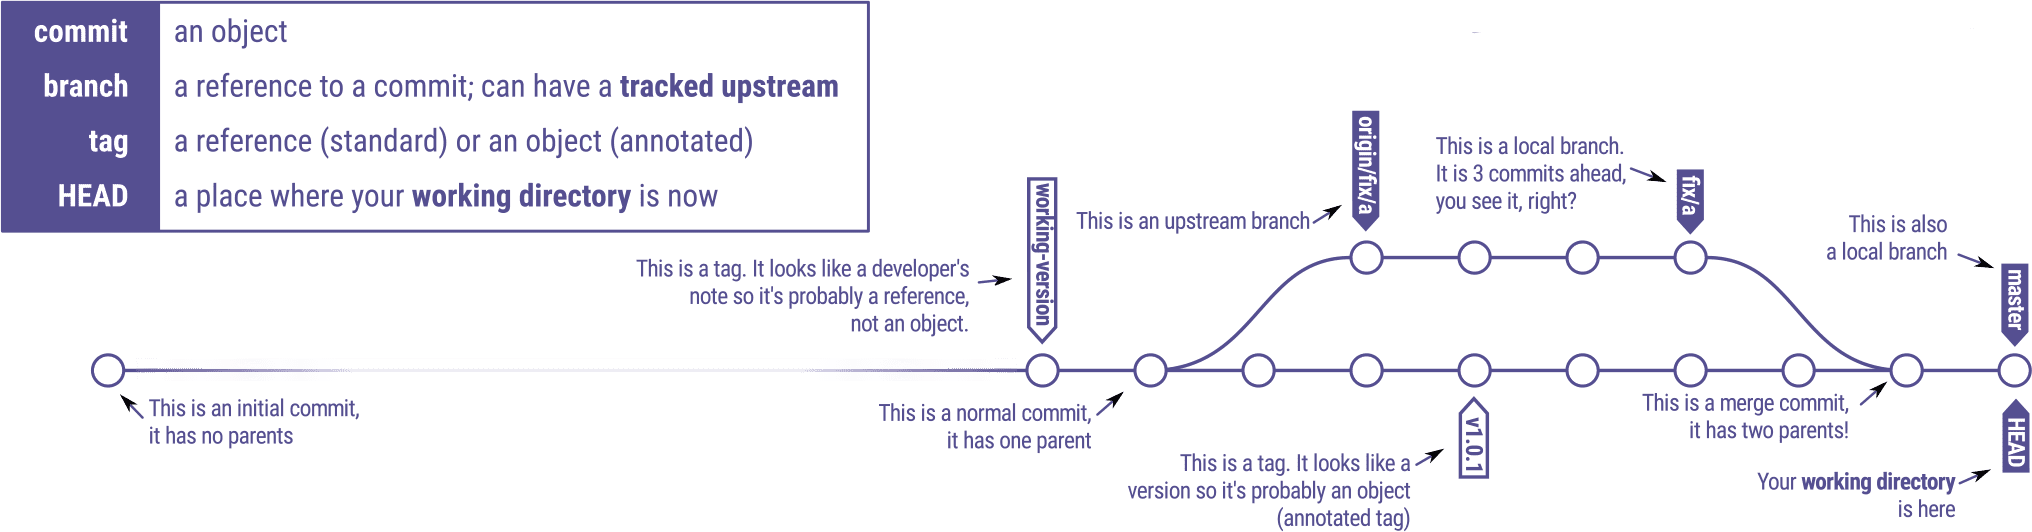 commit an object
branch a reference to a commit; can have a tracked upstream
tag a reference (standard) or an object (annotated)
HEAD a place where your working directory is now
working-version
This is a tag. It looks like a developer's
note so it's probably a reference,
not an object.
origin/fix/a
This is an upstream branch
This is a local branch.
It is 3 commits ahead,
you see it, right?
fix/a
This is also
a local branch
master
This is an initial commit,
it has no parents
This is a normal commit,
it has one parent
v1.0.1
This is a tag. It looks like a
version so it's probably an object
(annotated tag)
This is a merge commit,
it has two parents!
HEAD
Your working directory
is here